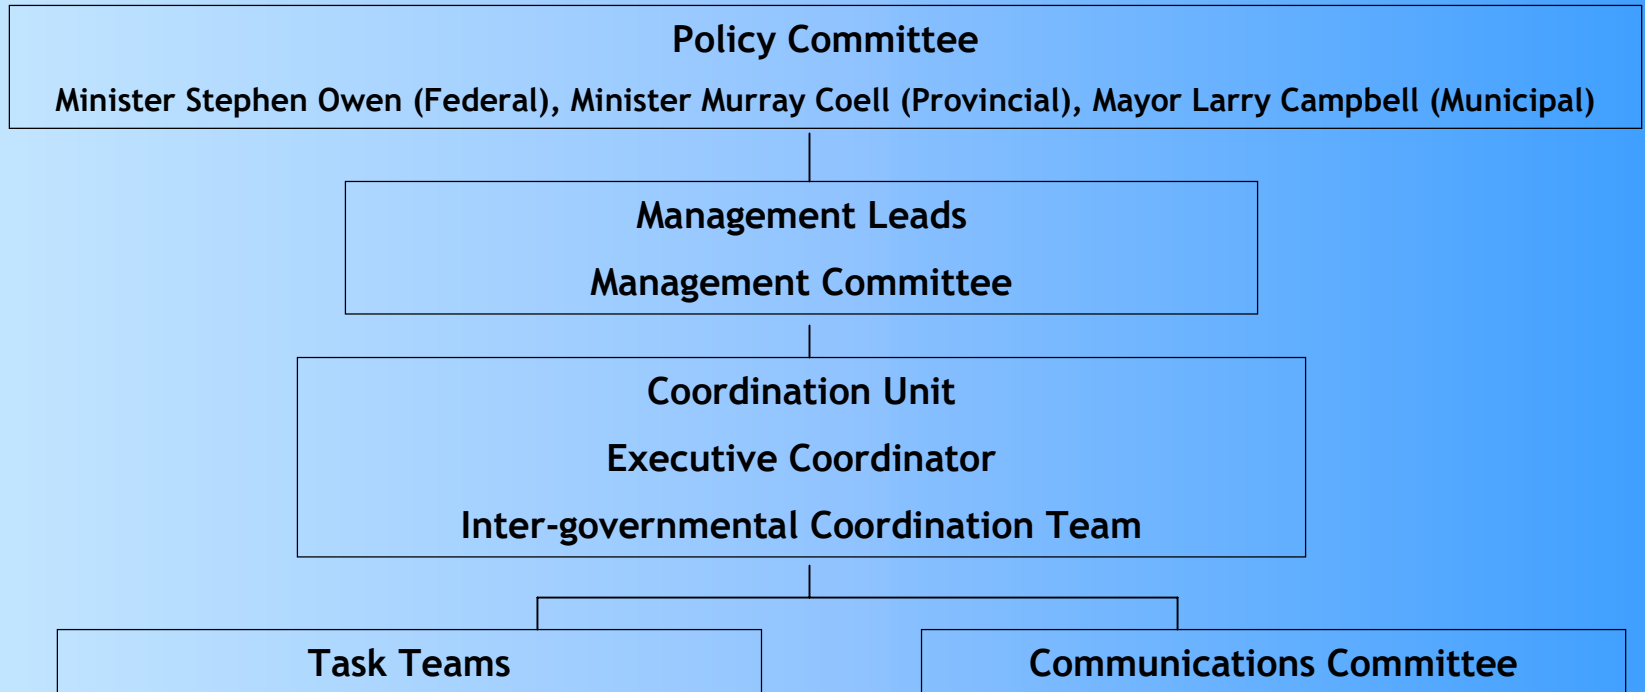 Policy Committee
Minister Stephen Owen (Federal), Minister Murray Coell (Provincial), Mayor Larry Campbell (Municipal)
Management Leads
Management Committee
Coordination Unit
Executive Coordinator
Inter-governmental Coordination Team
Task Teams
Communications Committee